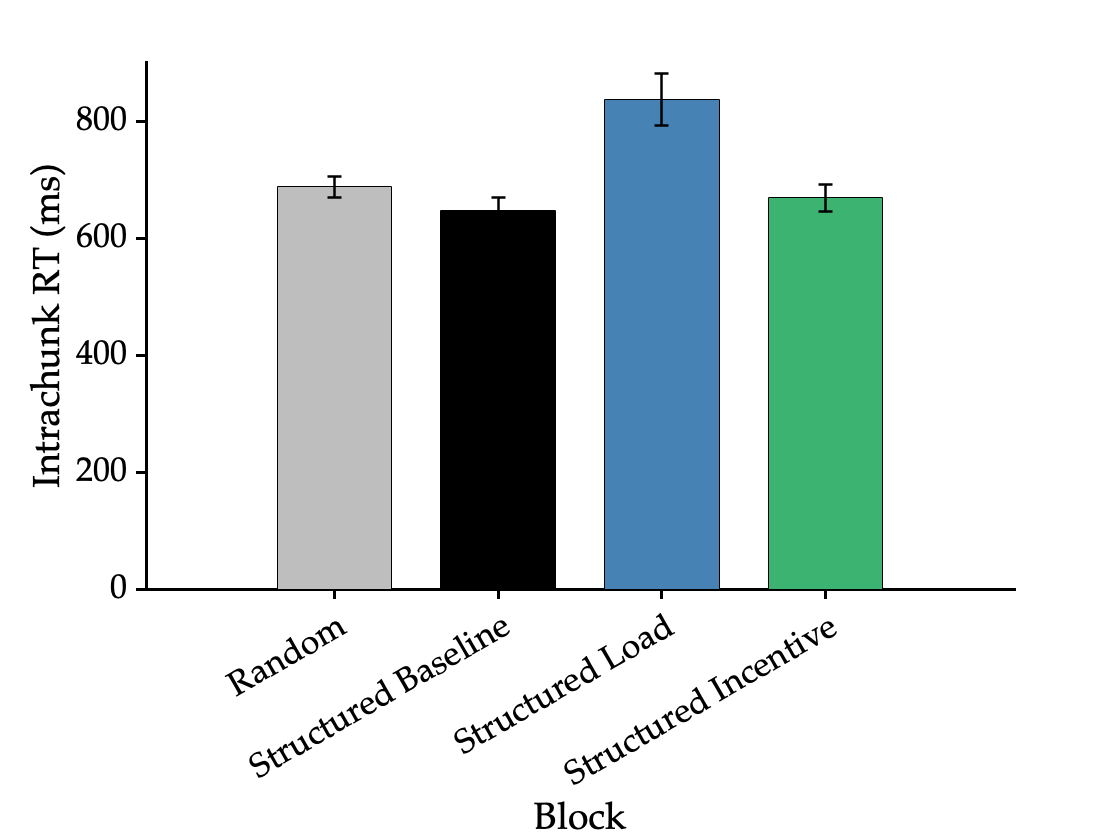 Intrachunk RT (ms)
800
600
400
200
0
Random
Structured Baseline
Structured Load
Structured Incentive
Block